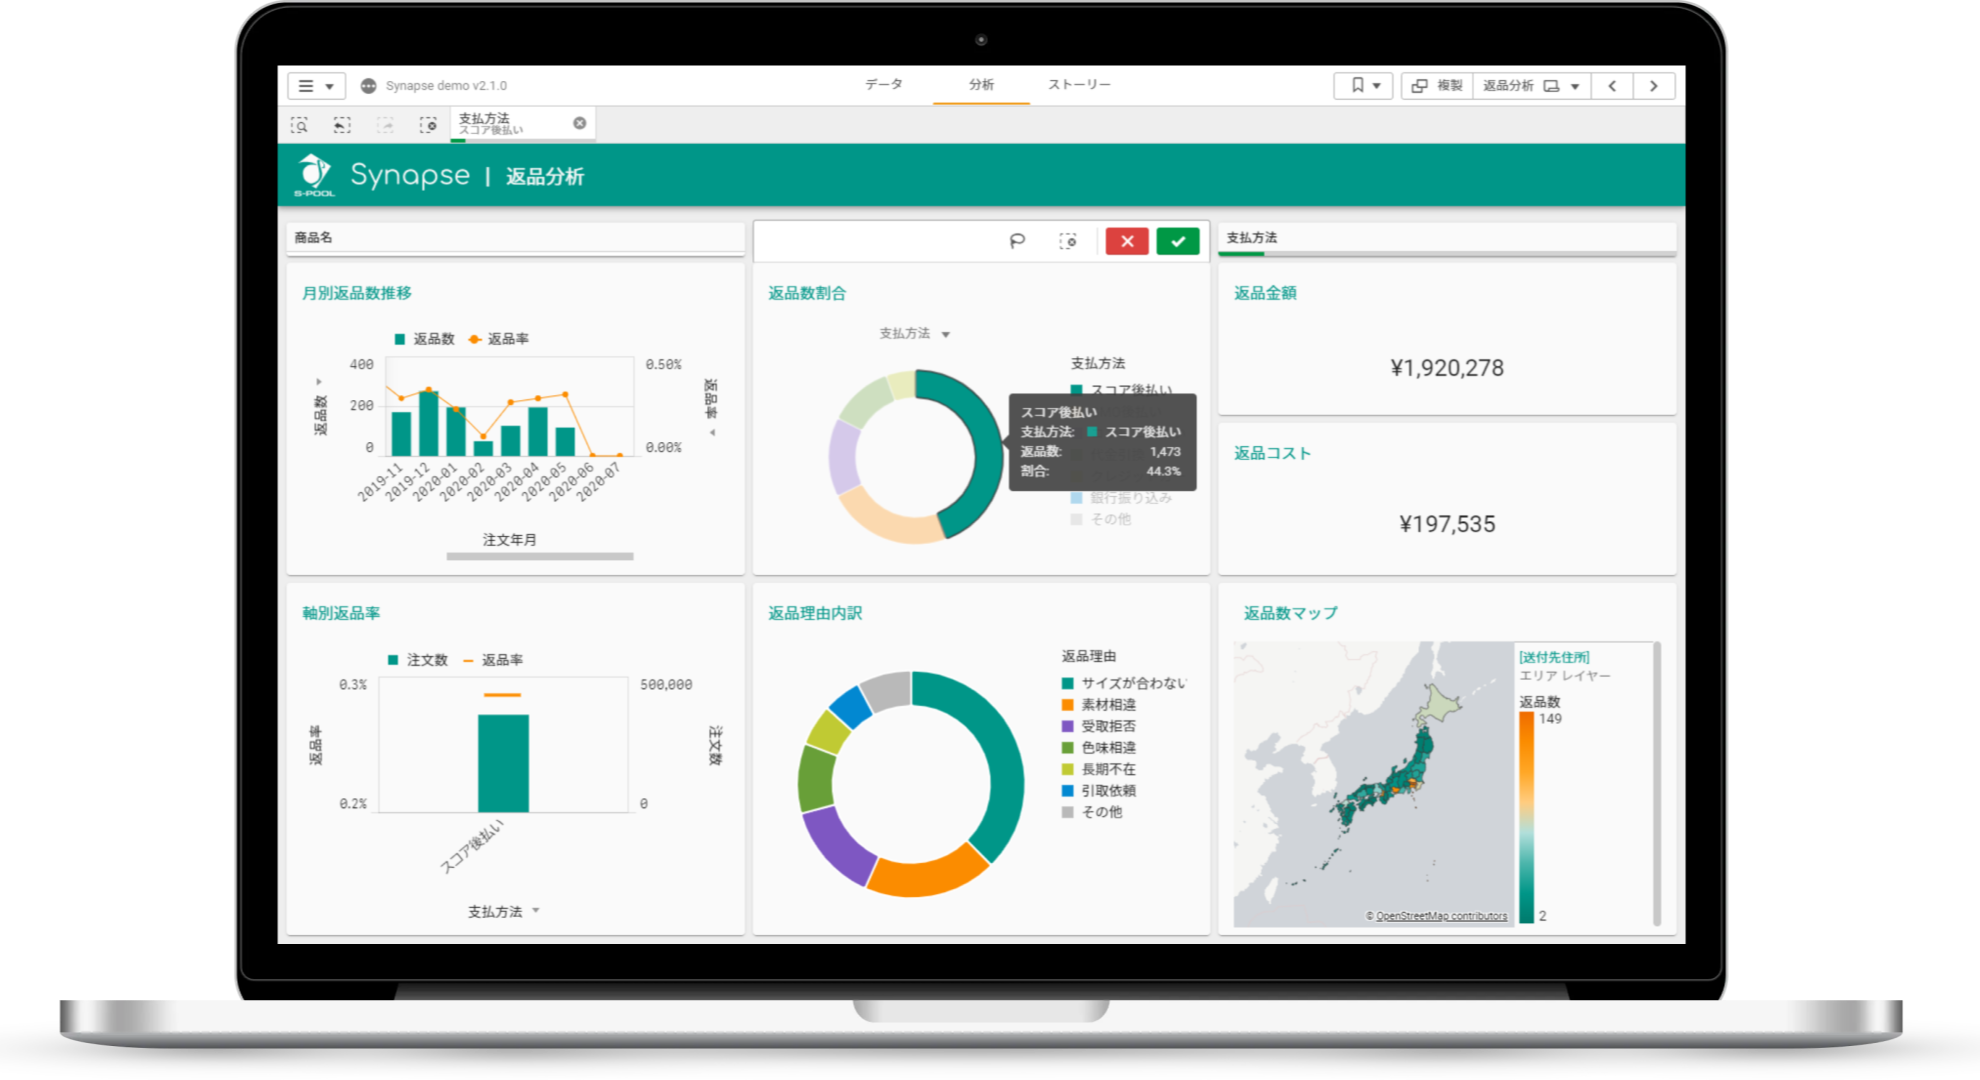 Synapse demo v2.1.0
データ
分析
ストーリー
複製
返品分析
支払方法
スコア後払い
S-POOL
Synapse | 返品分析
商品名
支払方法
月別返品数推移
返品数
返品率
400
200
0
0.50%
0.00%
返品数
返品率
2019-11
2019-12
2020-01
2020-02
2020-03
2020-04
2020-05
2020-06
2020-07
注文年月
返品数割合
支払方法
支払方法
スコア後払い
スコア後払い
支払方法: スコア後払い
返品数: 1,473
割合: 44.3%
銀行振り込み
その他
返品金額
¥1,920,278
返品コスト
¥197,535
軸別返品率
注文数
返品率
0.3%
0.2%
500,000
0
返品率
注文数
スコア後払い
支払方法
返品理由内訳
返品理由
サイズが合わない
素材相違
受取拒否
色味相違
長期不在
引取依頼
その他
返品数マップ
[送付先住所]
エリア レイヤー
返品数
149
2
© OpenStreetMap contributors